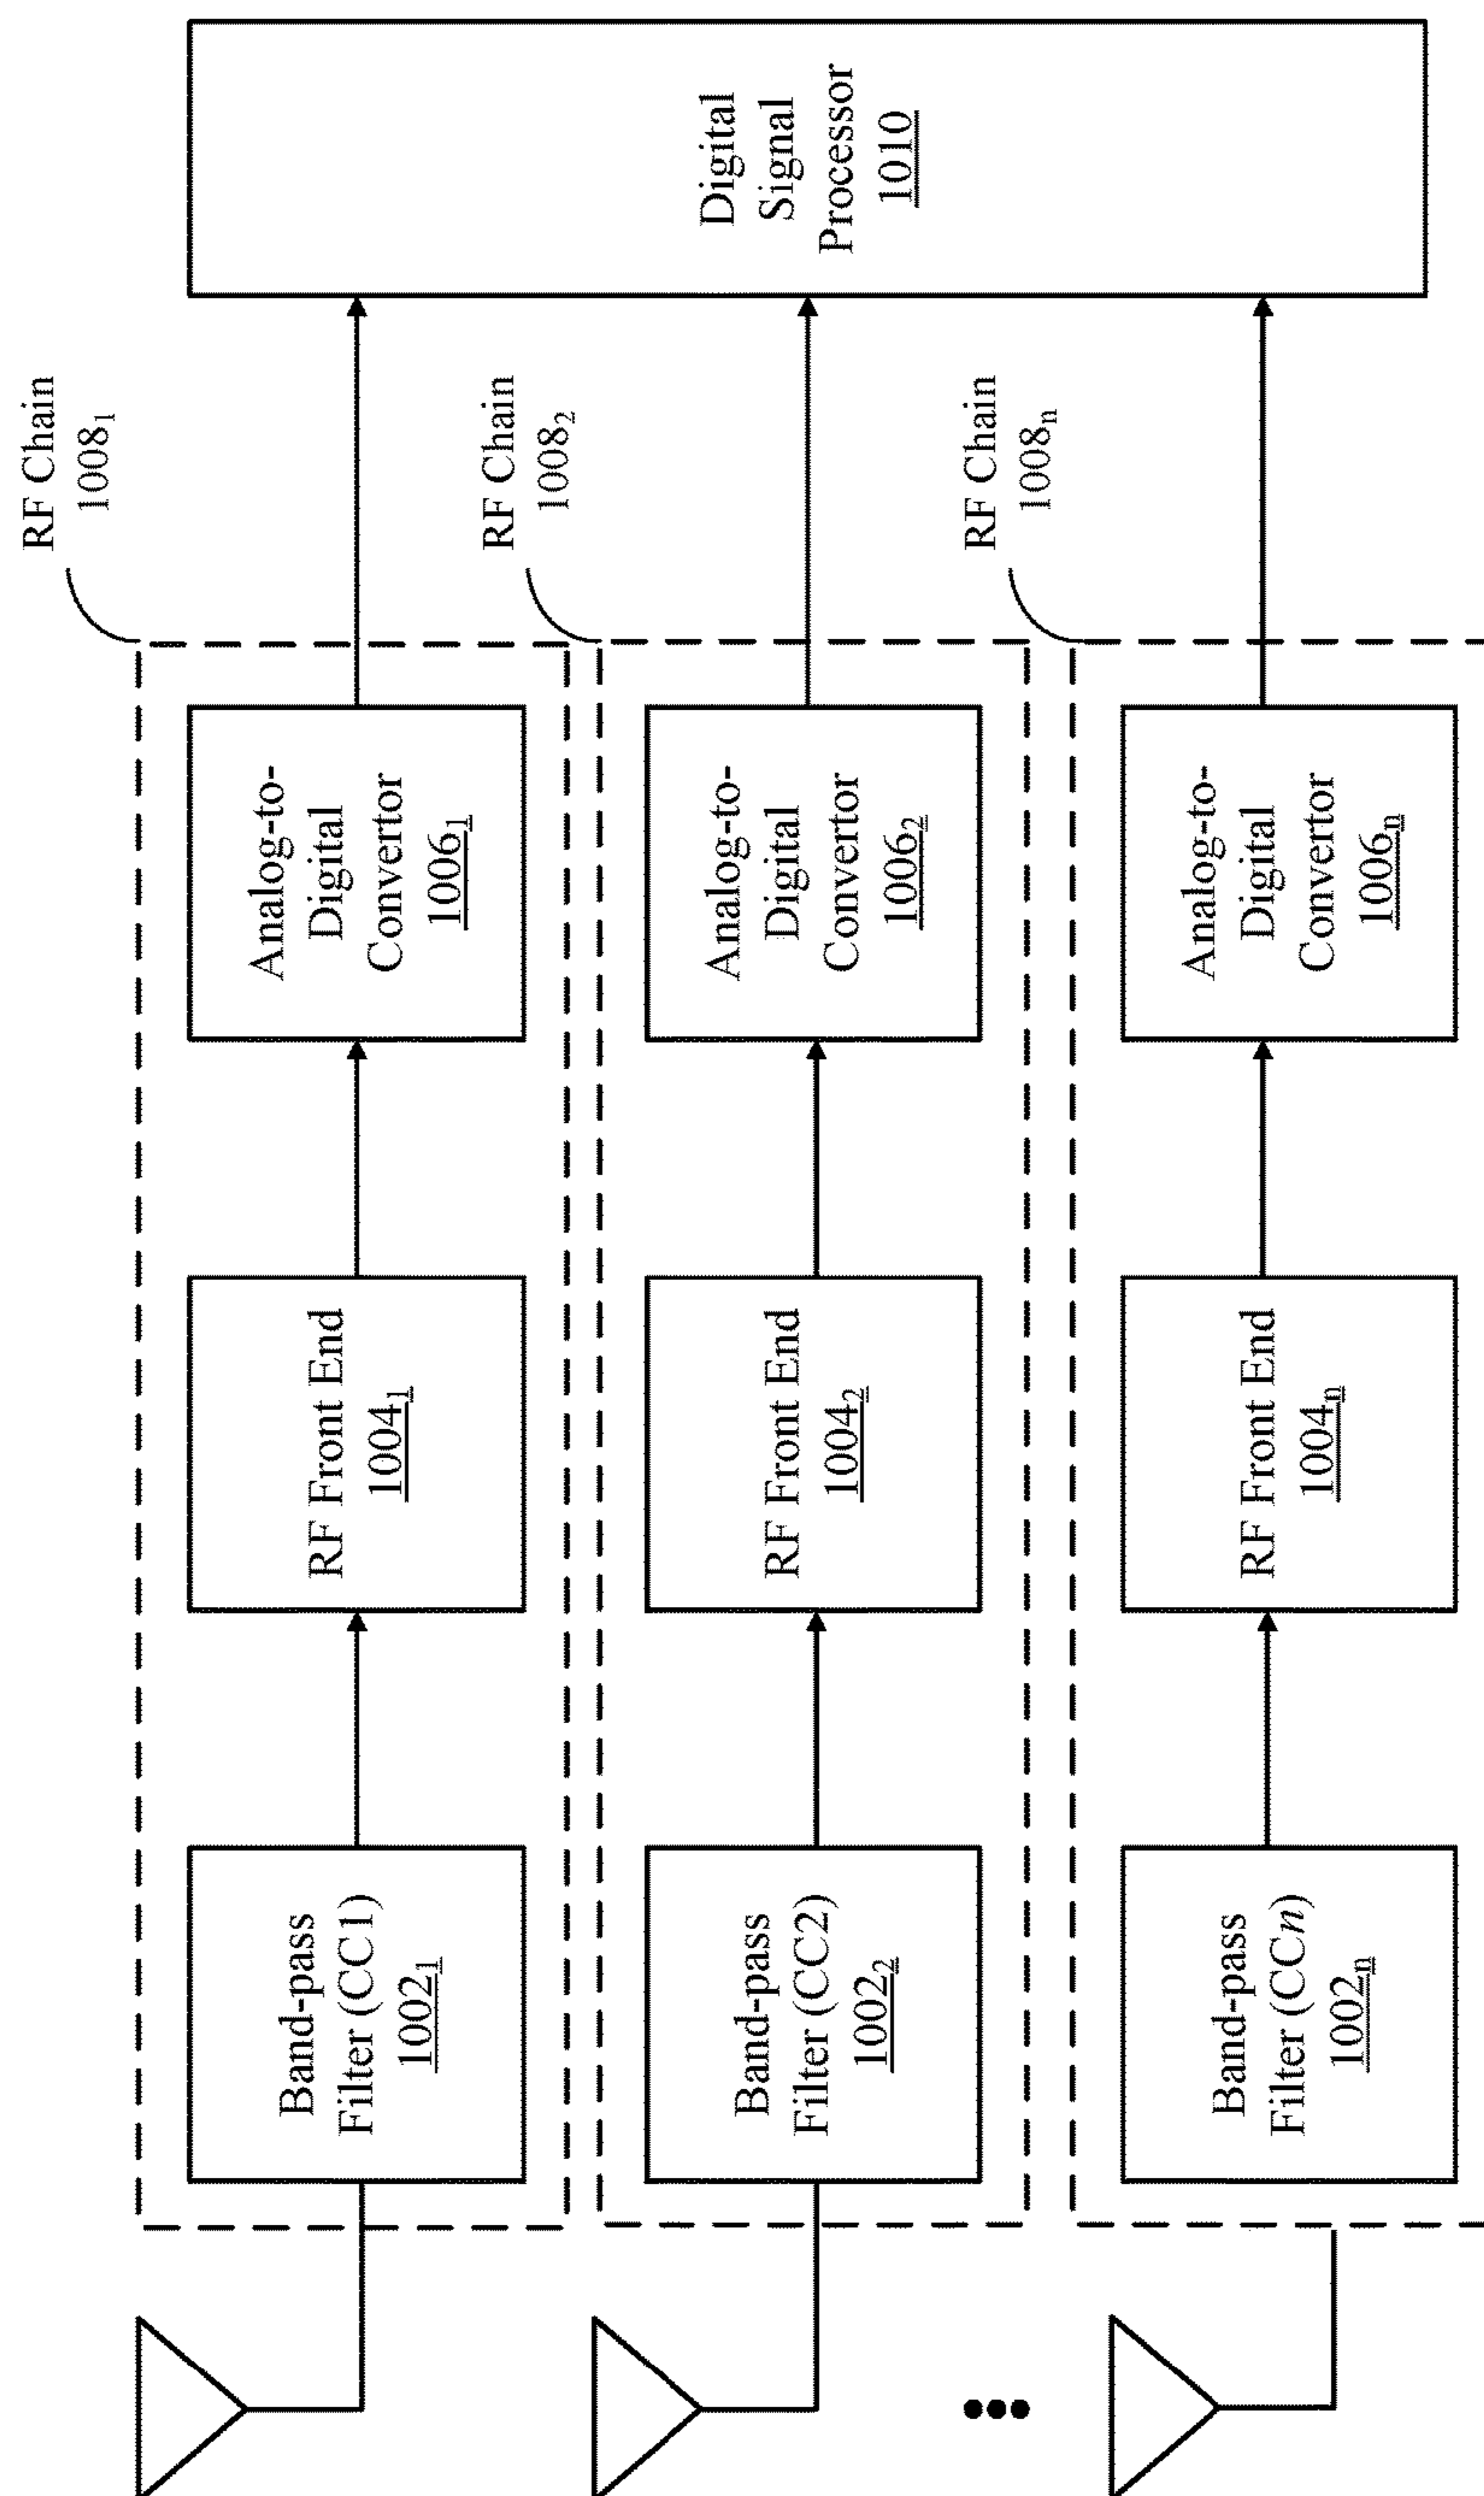 RF Chain
1008₁
Band-pass
Filter (CC1)
1002₁
RF Front End
1004₁
Analog-to-
Digital
Convertor
1006₁
RF Chain
1008₂
Band-pass
Filter (CC2)
1002₂
RF Front End
1004₂
Analog-to-
Digital
Convertor
1006₂
RF Chain
1008ₙ
Band-pass
Filter (CCn)
1002ₙ
RF Front End
1004ₙ
Analog-to-
Digital
Convertor
1006ₙ
Digital
Signal
Processor
1010